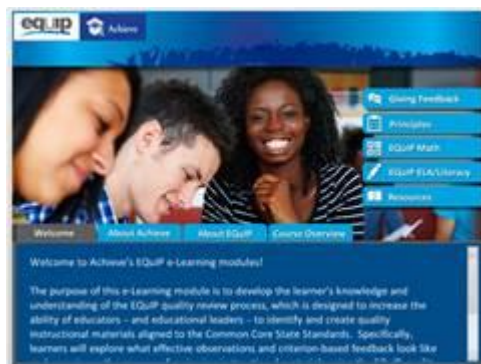 equip Achieve
Giving Feedback
Principles
EQuIP Math
EQuIP ELA/Literacy
Resources
Welcome About Achieve About EQuIP Course Overview
Welcome to Achieve's EQuIP e-Learning modules!
The purpose of this e-Learning module is to develop the learner's knowledge and
understanding of the EQuIP quality review process, which is designed to increase the
ability of educators – and educational leaders – to identify and create quality
instructional materials aligned to the Common Core State Standards. Specifically,
learners will explore what effective observations and criterion-based feedback look like